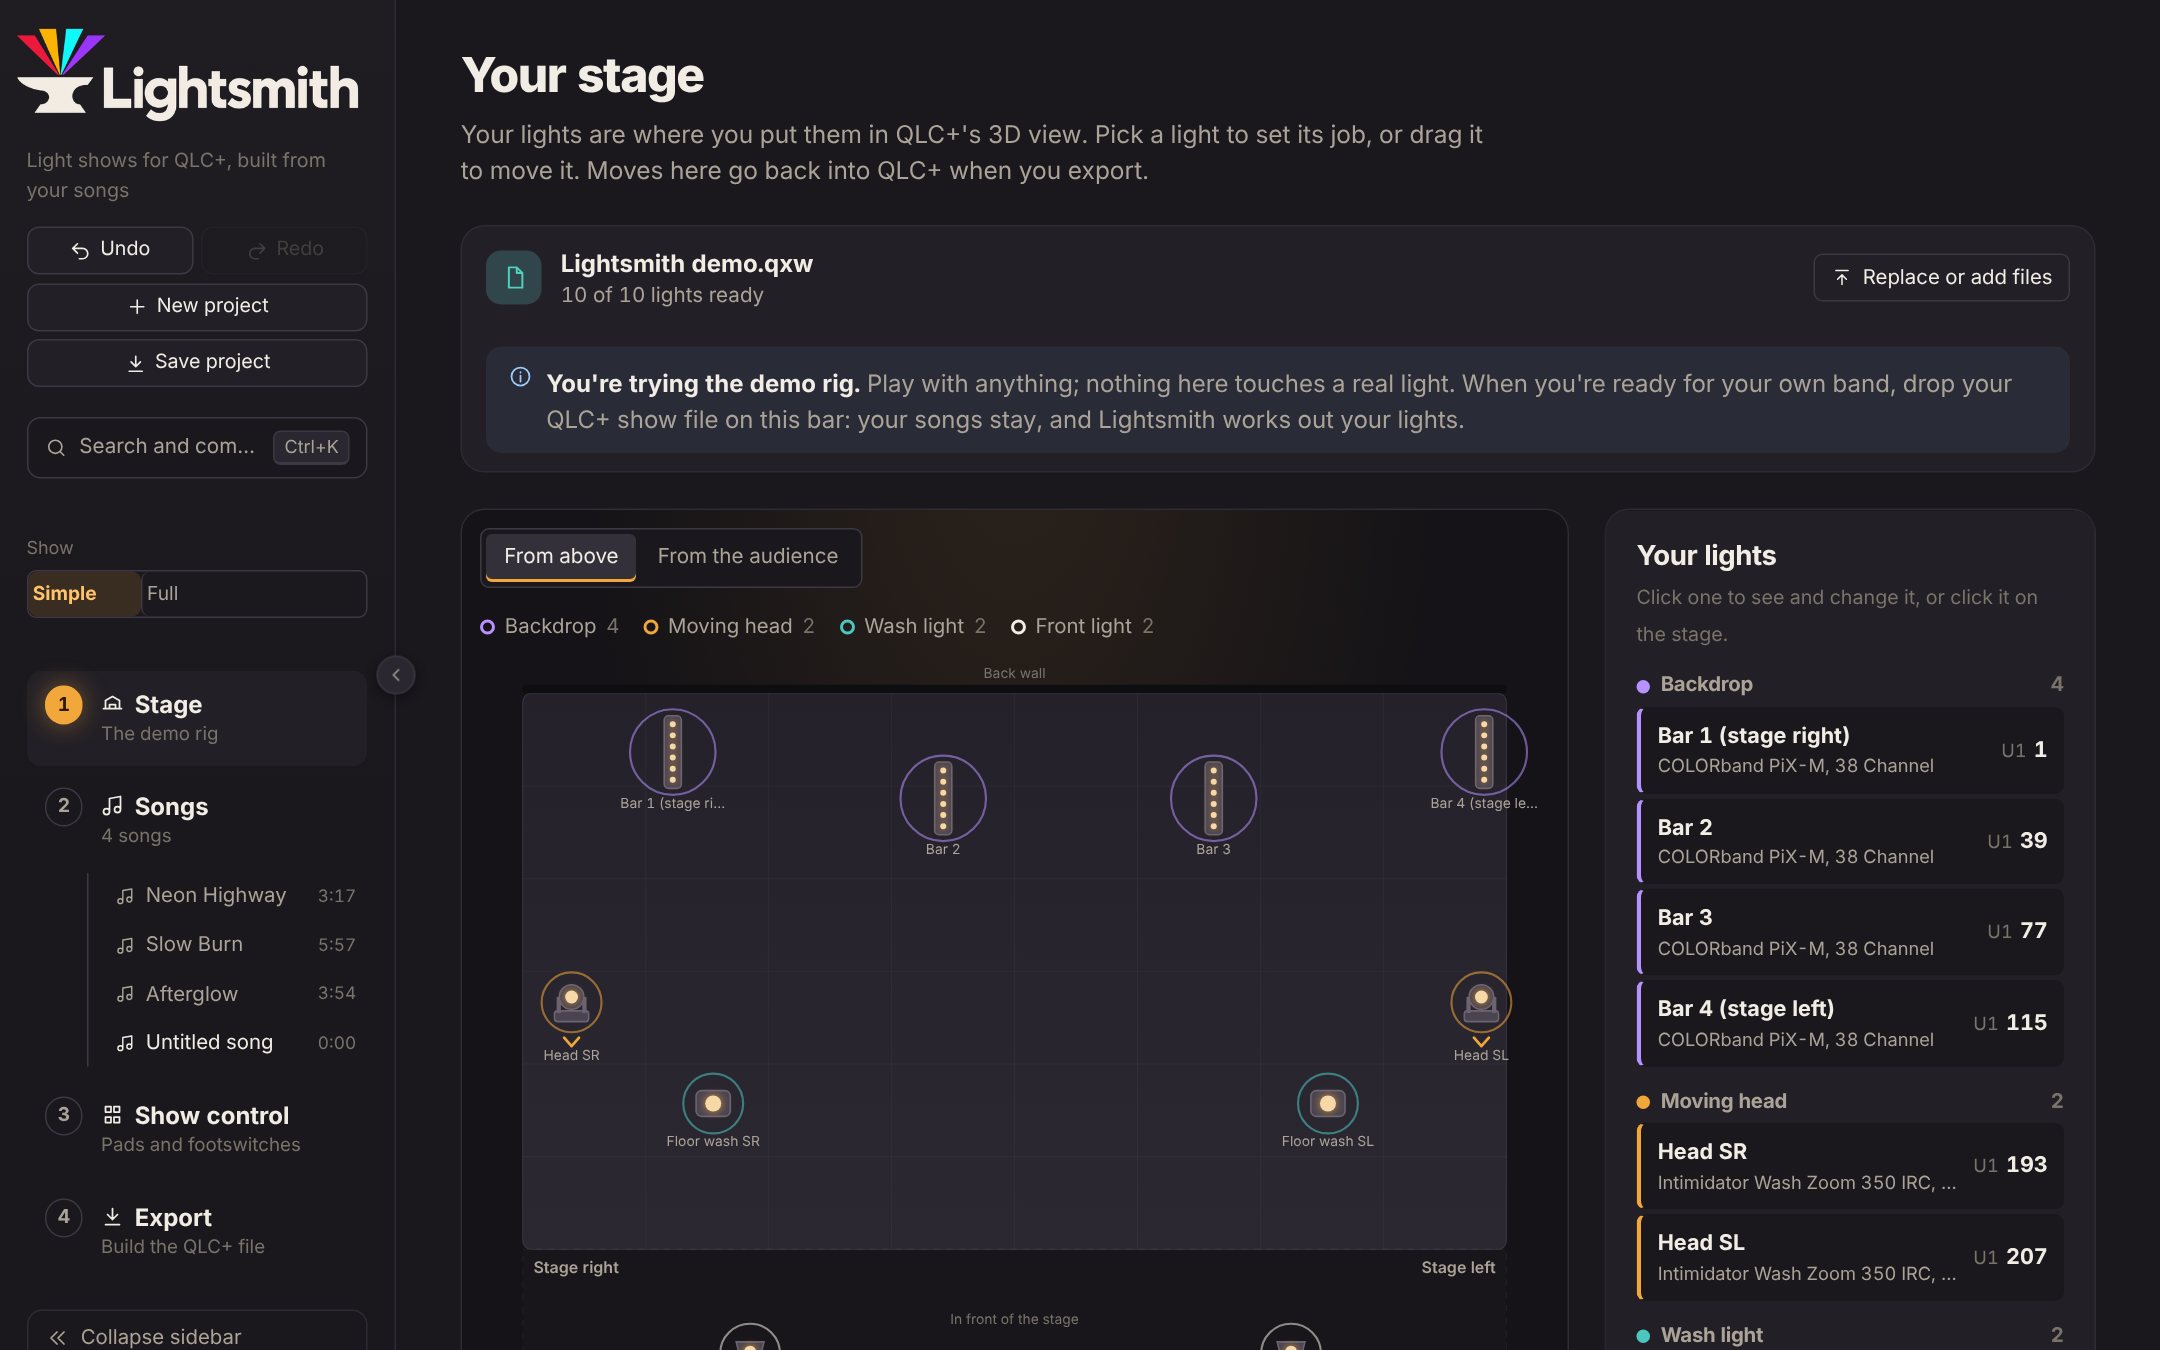 Lightsmith
Light shows for QLC+, built from
your songs
Undo
Redo
New project
Save project
Search and com...
Ctrl+K
Show
Simple
Full
1
Stage
The demo rig
2
Songs
4 songs
Neon Highway 3:17
Slow Burn 5:57
Afterglow 3:54
Untitled song 0:00
3
Show control
Pads and footswitches
4
Export
Build the QLC+ file
Collapse sidebar
Your stage
Your lights are where you put them in QLC+'s 3D view. Pick a light to set its job, or drag it
to move it. Moves here go back into QLC+ when you export.
Lightsmith demo.qxw
10 of 10 lights ready
Replace or add files
You're trying the demo rig. Play with anything; nothing here touches a real light. When you're ready for your own band, drop your
QLC+ show file on this bar: your songs stay, and Lightsmith works out your lights.
From above
From the audience
Backdrop 4
Moving head 2
Wash light 2
Front light 2
Back wall
Bar 1 (stage ri...
Bar 4 (stage le...
Bar 2
Bar 3
Head SR
Head SL
Floor wash SR
Floor wash SL
Stage right
Stage left
In front of the stage
Your lights
Click one to see and change it, or click it on
the stage.
Backdrop 4
Bar 1 (stage right)
COLORband PiX-M, 38 Channel
U1 1
Bar 2
COLORband PiX-M, 38 Channel
U1 39
Bar 3
COLORband PiX-M, 38 Channel
U1 77
Bar 4 (stage left)
COLORband PiX-M, 38 Channel
U1 115
Moving head 2
Head SR
Intimidator Wash Zoom 350 IRC, ...
U1 193
Head SL
Intimidator Wash Zoom 350 IRC, ...
U1 207
Wash light 2